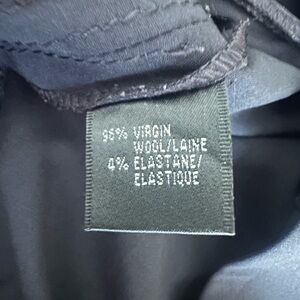 96% VIRGIN
WOOL/LAINE
4% ELASTANE/
ELASTIQUE